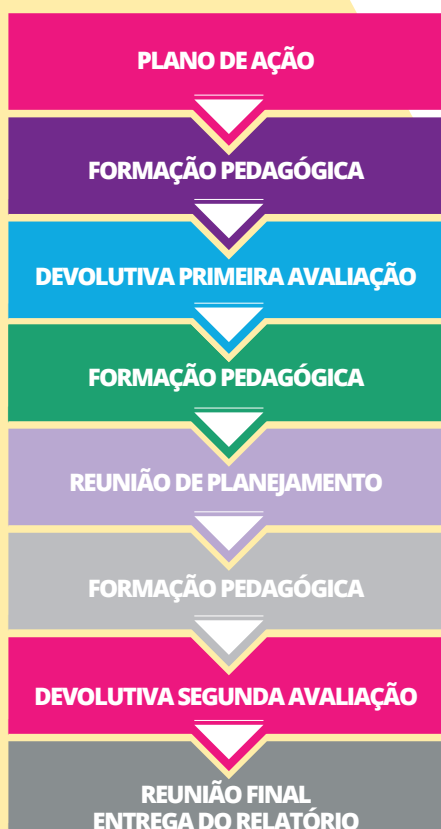 PLANO DE AÇÃO
FORMAÇÃO PEDAGÓGICA
DEVOLUTIVA PRIMEIRA AVALIAÇÃO
FORMAÇÃO PEDAGÓGICA
REUNIÃO DE PLANEJAMENTO
FORMAÇÃO PEDAGÓGICA
DEVOLUTIVA SEGUNDA AVALIAÇÃO
REUNIÃO FINAL
ENTREGA DO RELATÓRIO